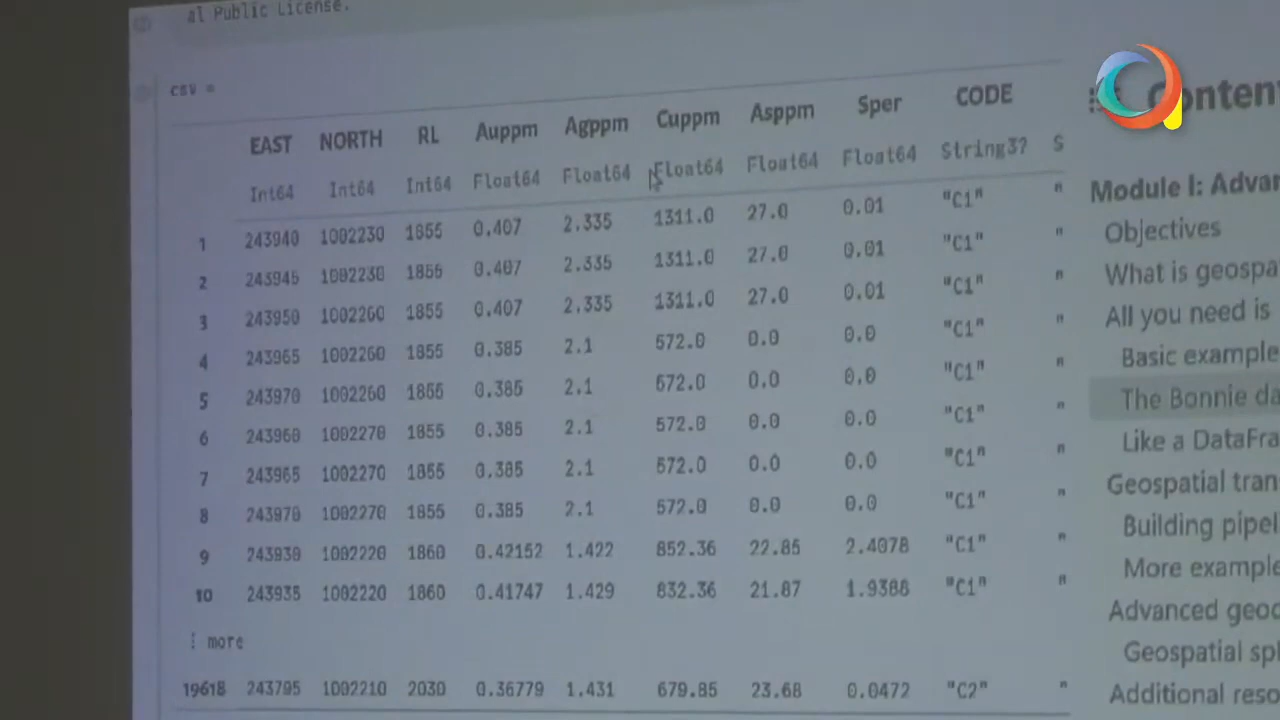 al Public License.
csv =
EAST NORTH RL Auppm Agppm Cuppm Asppm Sper CODE
Int64 Int64 Int64 Float64 Float64 Float64 Float64 Float64 String3? S
1 243940 1002230 1855 0.407 2.335 1311.0 27.0 0.01 "C1" "
2 243945 1002230 1855 0.407 2.335 1311.0 27.0 0.01 "C1" "
3 243950 1002260 1855 0.407 2.335 1311.0 27.0 0.01 "C1" "
4 243965 1002260 1855 0.385 2.1 572.0 0.0 0.0 "C1" "
5 243970 1002260 1855 0.385 2.1 572.0 0.0 0.0 "C1" "
6 243960 1002270 1855 0.385 2.1 572.0 0.0 0.0 "C1" "
7 243965 1002270 1855 0.385 2.1 572.0 0.0 0.0 "C1" "
8 243970 1002270 1855 0.385 2.1 572.0 0.0 0.0 "C1" "
9 243930 1002220 1860 0.42152 1.422 852.36 22.85 2.4078 "C1" "
10 243935 1002220 1860 0.41747 1.429 832.36 21.87 1.9388 "C1" "
⋮ more
19618 243795 1002210 2030 0.36779 1.431 679.85 23.68 0.0472 "C2" "
Conten
Module I: Advan
Objectives
What is geospa
All you need is
Basic example
The Bonnie da
Like a DataFra
Geospatial tran
Building pipel
More example
Advanced geos
Geospatial spl
Additional reso